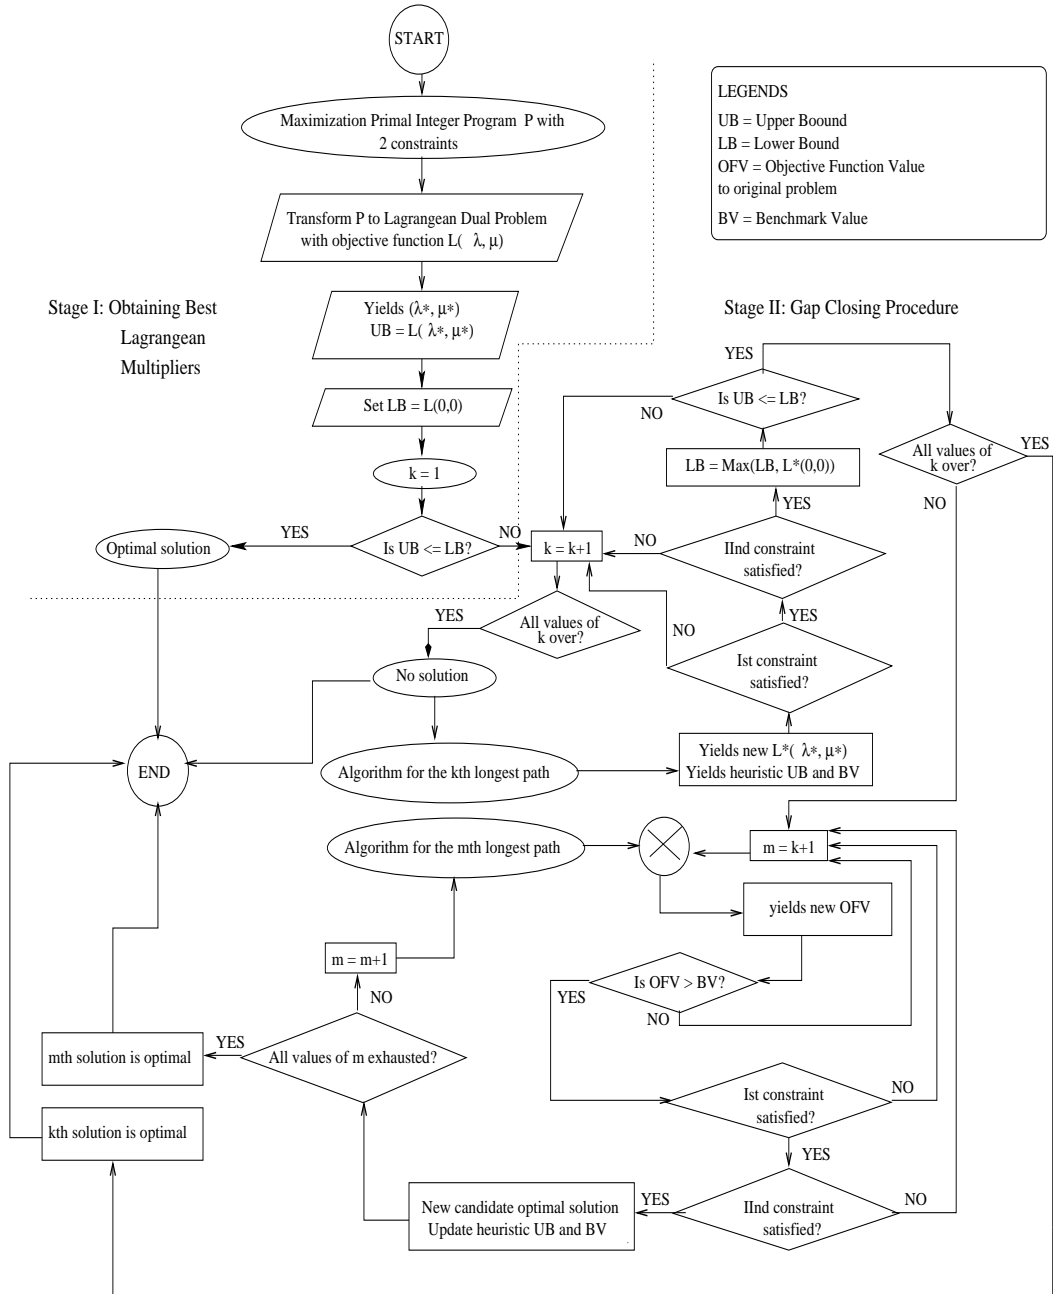 START
Maximization Primal Integer Program P with
2 constraints
LEGENDS
UB = Upper Boound
LB = Lower Bound
OFV = Objective Function Value
to original problem
BV = Benchmark Value
Transform P to Lagrangean Dual Problem
with objective function L( λ, μ)
Stage I: Obtaining Best
Lagrangean
Multipliers
Yields (λ*, μ*)
UB = L( λ*, μ*)
Stage II: Gap Closing Procedure
Set LB = L(0,0)
k = 1
Is UB <= LB?
YES
NO
Optimal solution
YES
Is UB <= LB?
NO
All values of
k over?
YES
NO
LB = Max(LB, L*(0,0))
YES
k = k+1
NO
IInd constraint
satisfied?
YES
All values of
k over?
YES
NO
Ist constraint
satisfied?
No solution
END
Algorithm for the kth longest path
Yields new L*( λ*, μ*)
Yields heuristic UB and BV
Algorithm for the mth longest path
m = k+1
yields new OFV
m = m+1
Is OFV > BV?
YES
NO
NO
mth solution is optimal
YES
All values of m exhausted?
Ist constraint
satisfied?
NO
YES
kth solution is optimal
New candidate optimal solution
Update heuristic UB and BV
YES
IInd constraint
satisfied?
NO